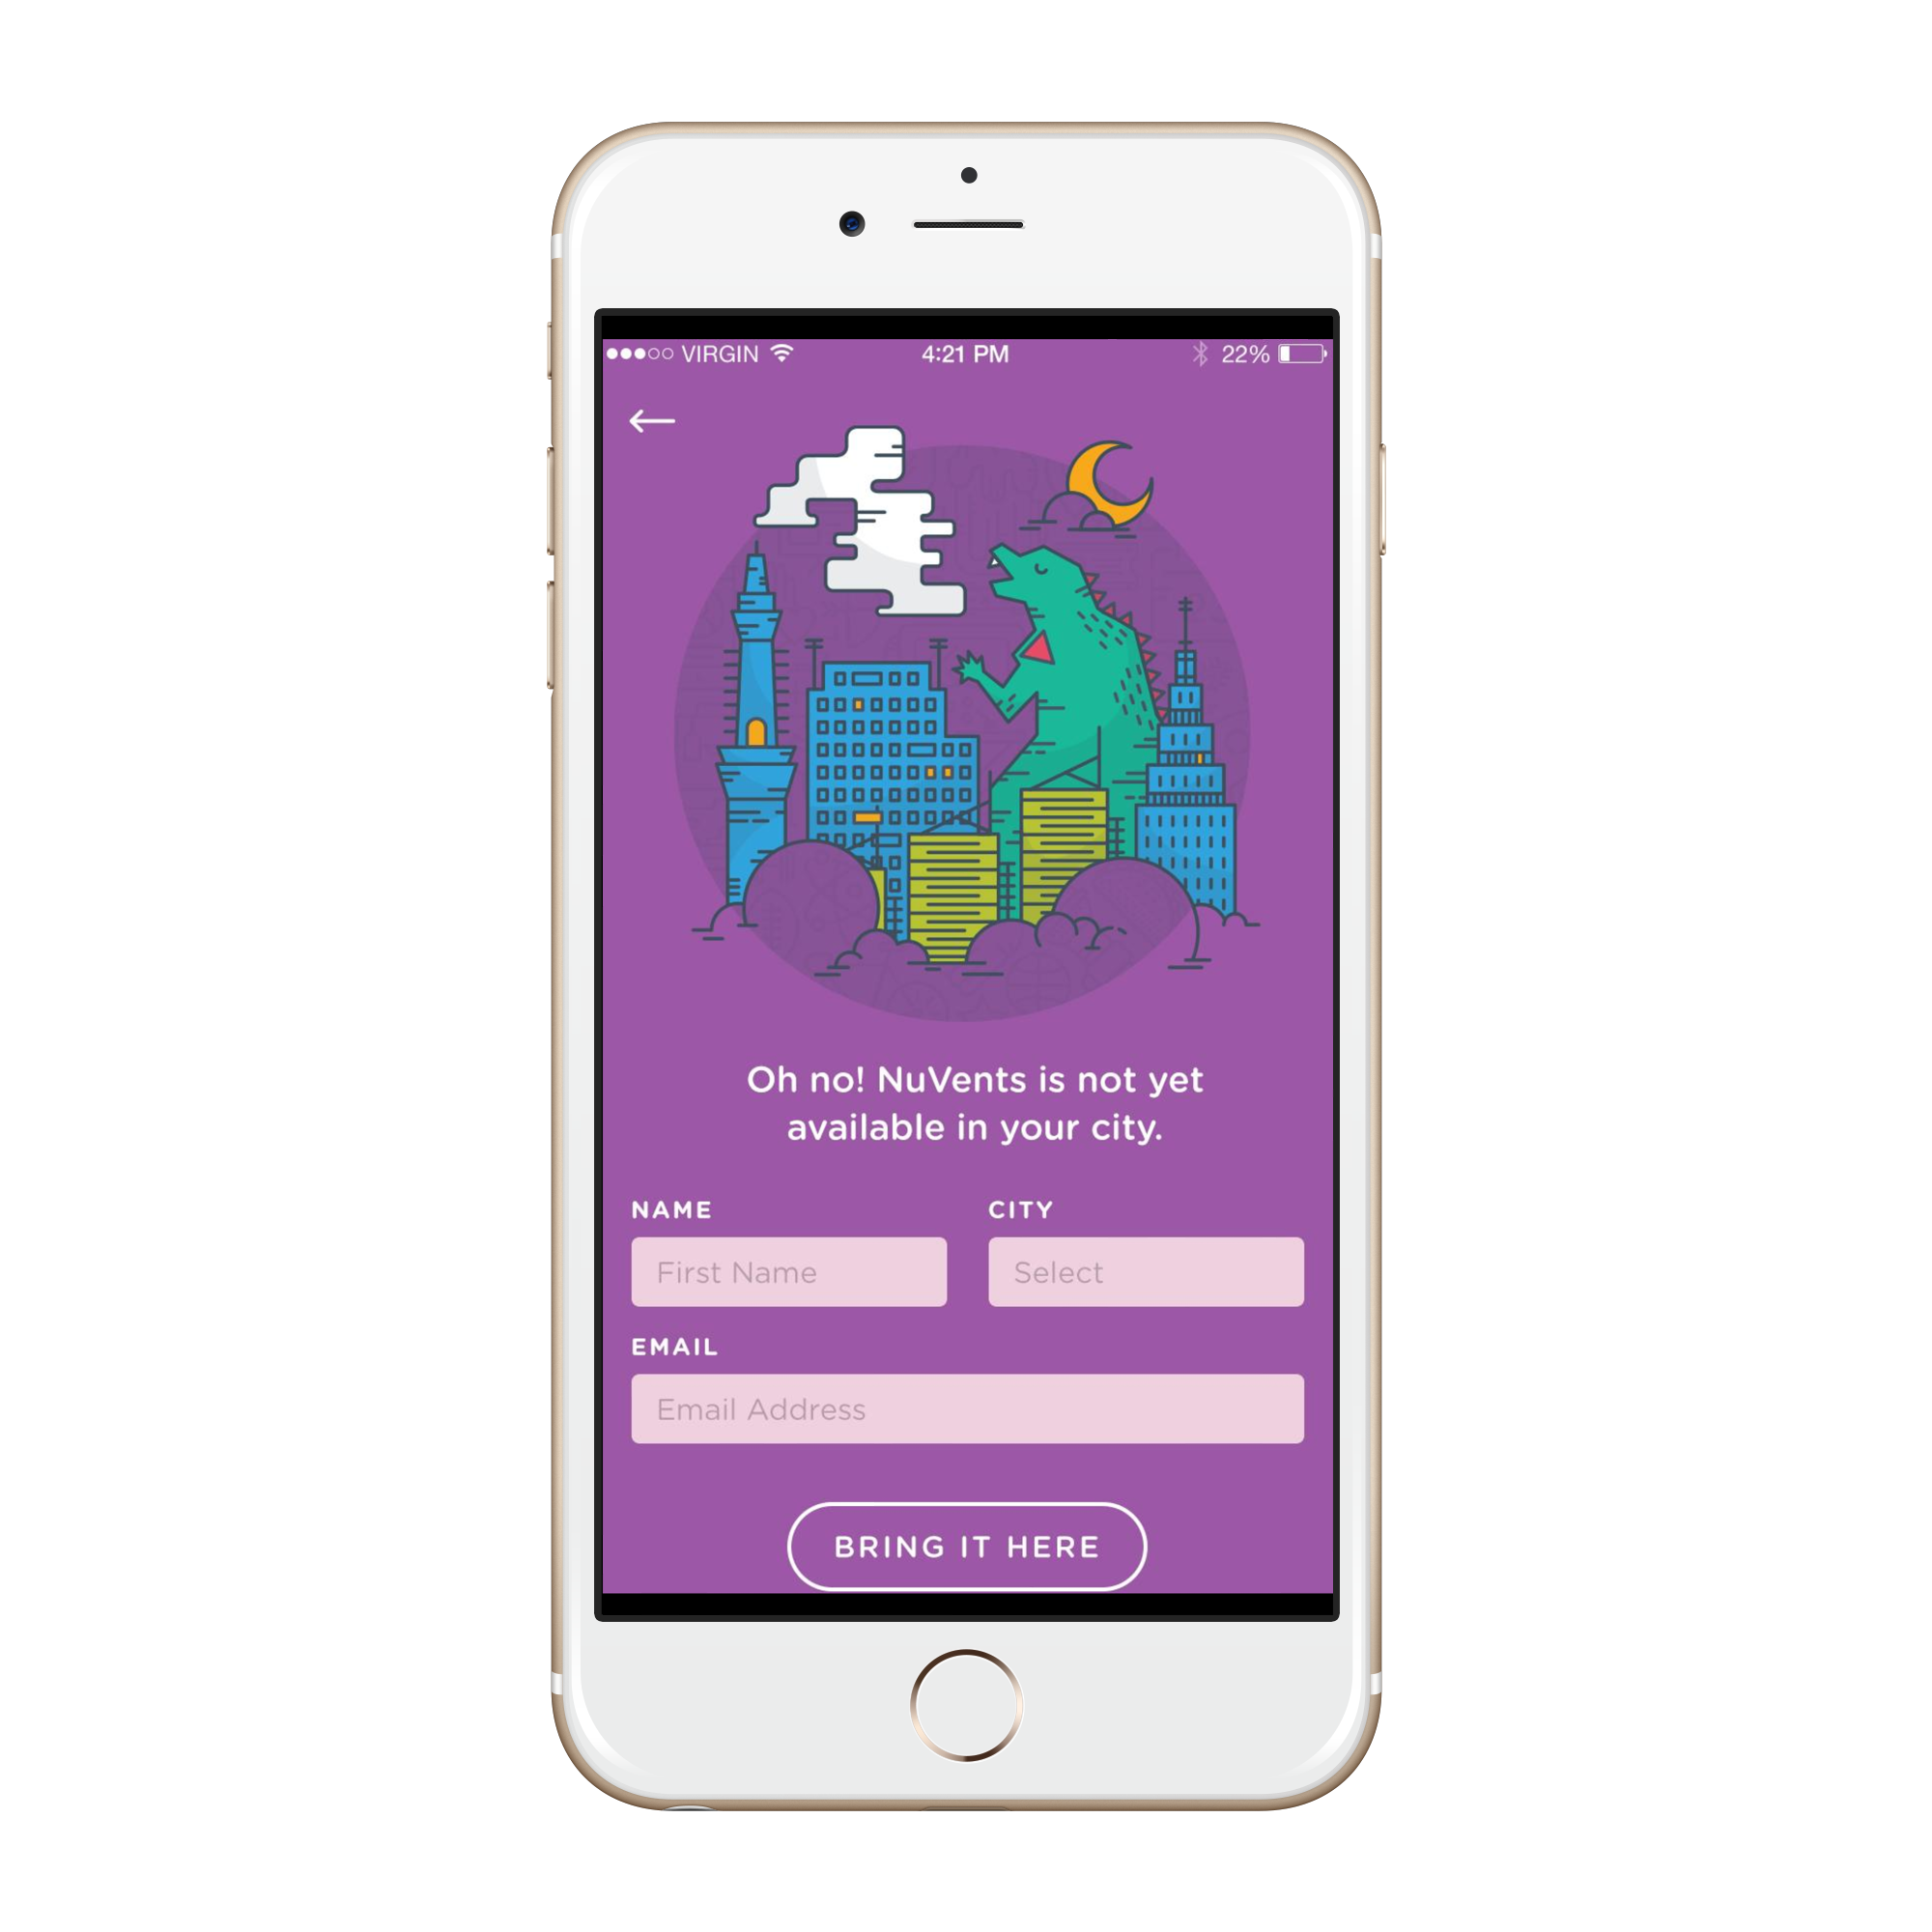 VIRGIN 4:21 PM 22%
Oh no! NuVents is not yet
available in your city.
NAME CITY
First Name Select
EMAIL
Email Address
BRING IT HERE